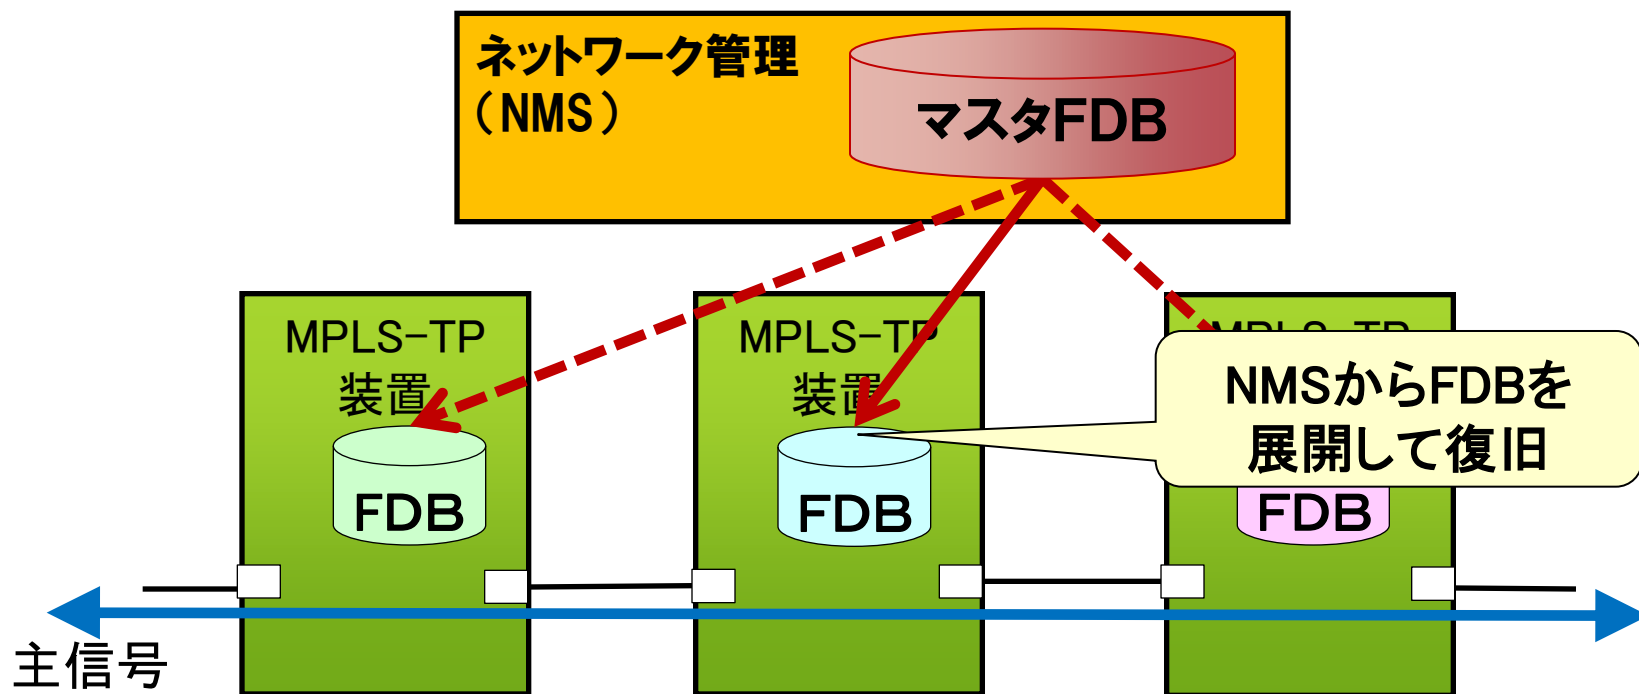 ネットワーク管理
（NMS）
マスタFDB
MPLS-TP
装置
FDB
MPLS-TP
装置
FDB
MPLS-TP
NMSからFDBを
展開して復旧
FDB
主信号